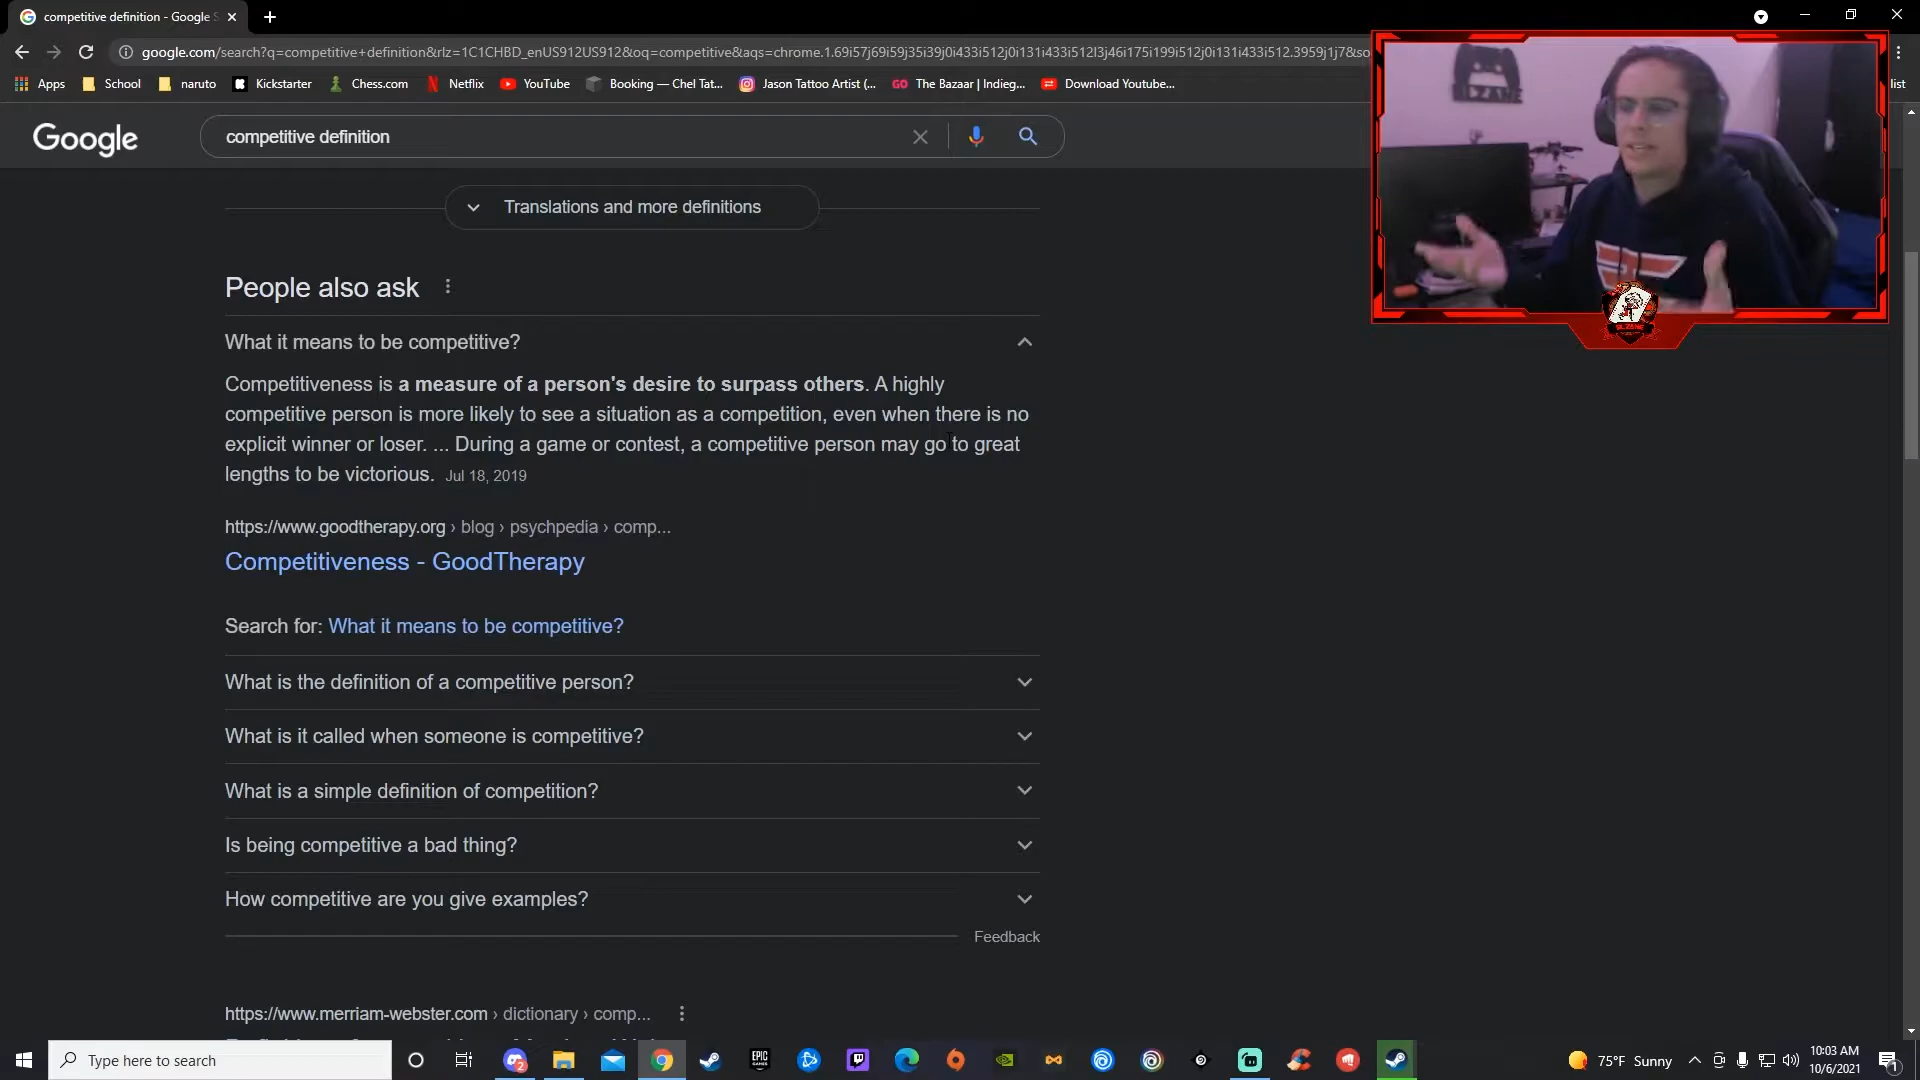 competitive definition - Google S
google.com/search?q=competitive+definition&rlz=1C1CHBD_enUS912US912&oq=competitive&aqs=chrome.1.69i57j69i59j35i39j0i433i512j0i131i433i512l3j46i175i199i512j0i131i433i512.3959j1j7&so
Apps School naruto Kickstarter Chess.com Netflix YouTube Booking — Chel Tat... Jason Tattoo Artist (... GO The Bazaar | Indieg... Download Youtube... list
Google competitive definition
Translations and more definitions
People also ask
What it means to be competitive?
Competitiveness is a measure of a person's desire to surpass others. A highly
competitive person is more likely to see a situation as a competition, even when there is no
explicit winner or loser. ... During a game or contest, a competitive person may go to great
lengths to be victorious. Jul 18, 2019
https://www.goodtherapy.org › blog › psychpedia › comp...
Competitiveness - GoodTherapy
Search for: What it means to be competitive?
What is the definition of a competitive person?
What is it called when someone is competitive?
What is a simple definition of competition?
Is being competitive a bad thing?
How competitive are you give examples?
Feedback
https://www.merriam-webster.com › dictionary › comp...
Type here to search
EPIC GAMES
75°F Sunny
10:03 AM
10/6/2021